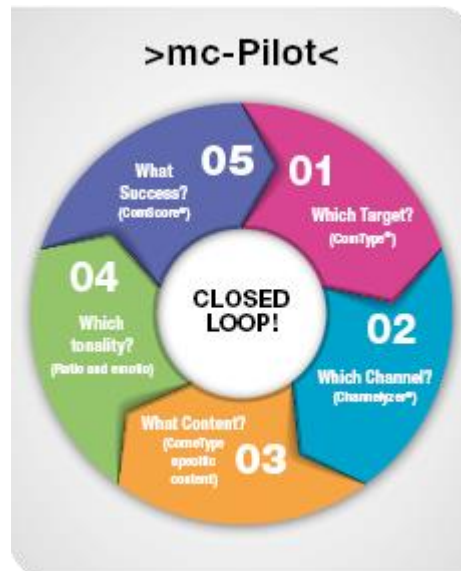 >mc-Pilot<
01
Which Target?
(ComType®)
02
Which Channel?
(Channelyzer®)
03
What Content?
(ComeType
specific
content)
04
Which
tonality?
(Ratio and emotio)
05
What
Success?
(ComScore®)
CLOSED
LOOP!